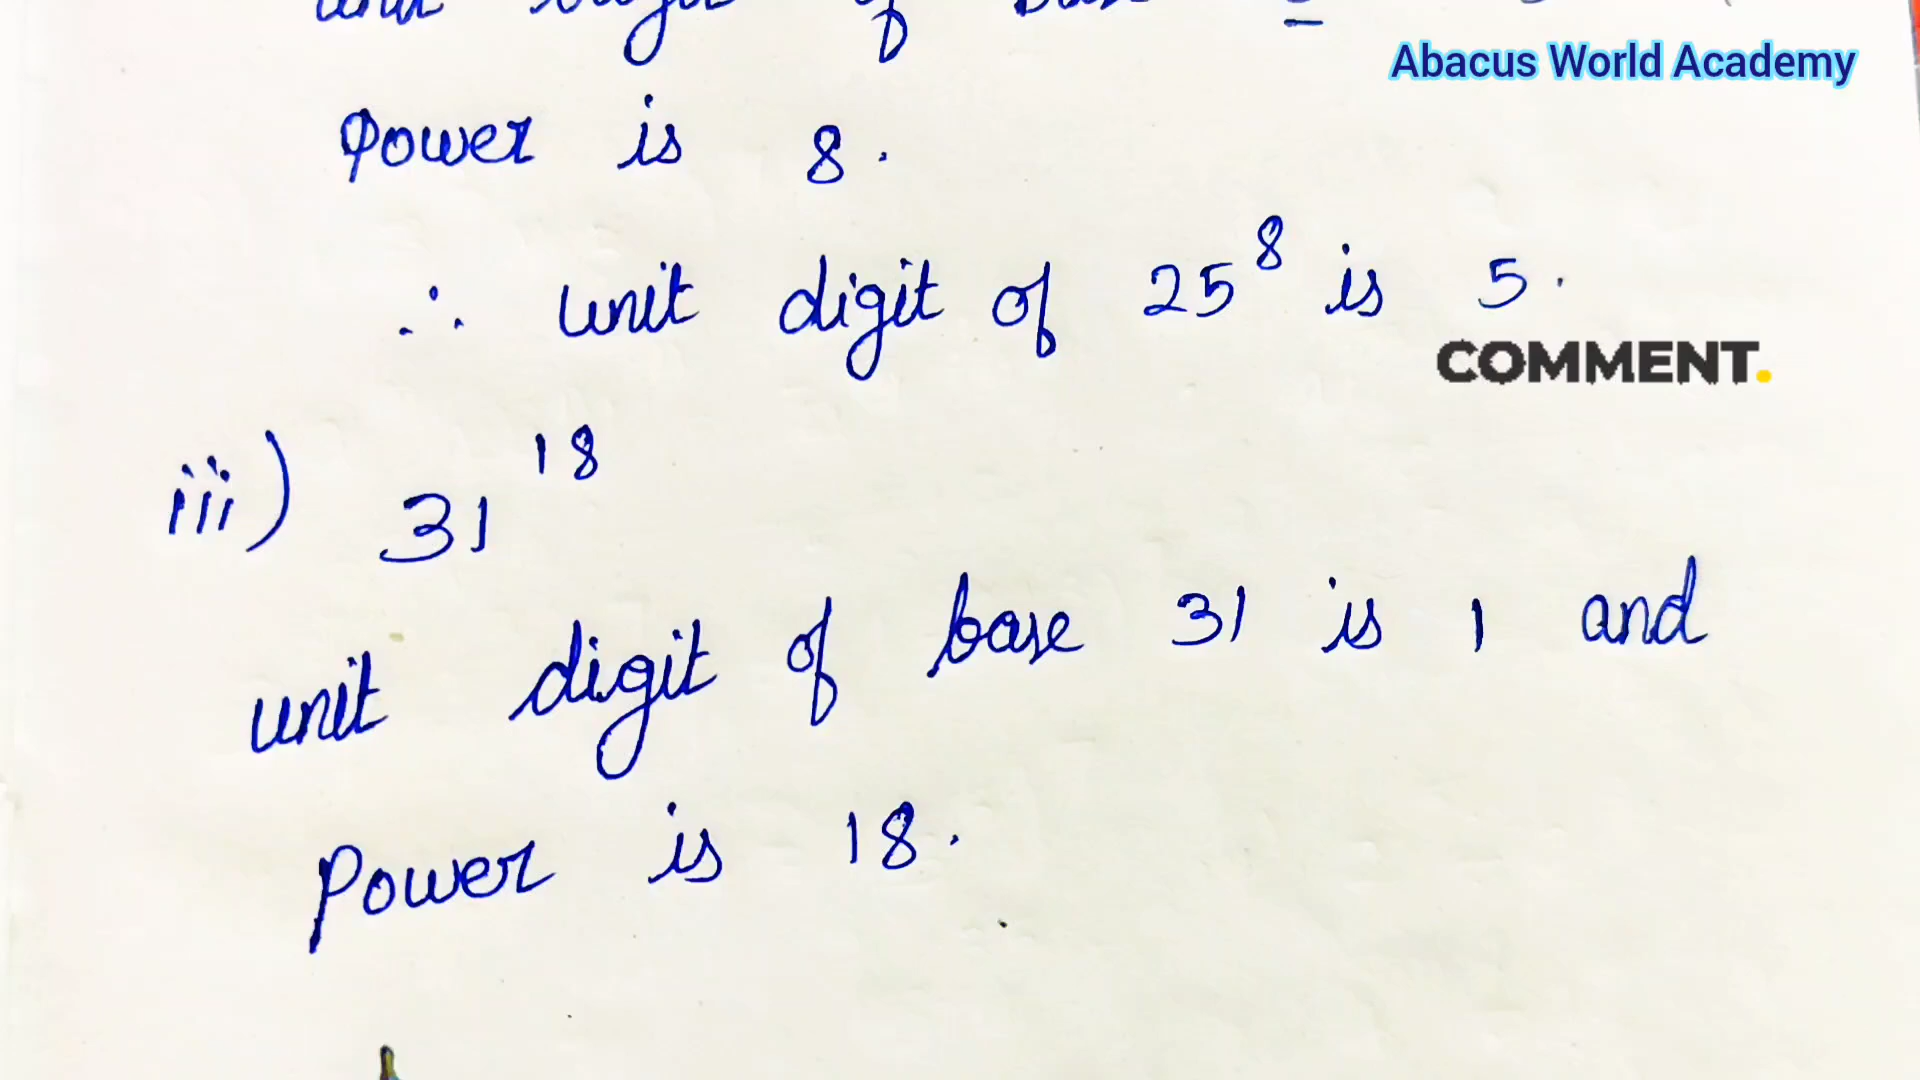 Abacus World Academy
Power is 8.
∴ unit digit of 25⁸ is 5.
COMMENT.
iii) 31¹⁸
unit digit of base 31 is 1 and
Power is 18.